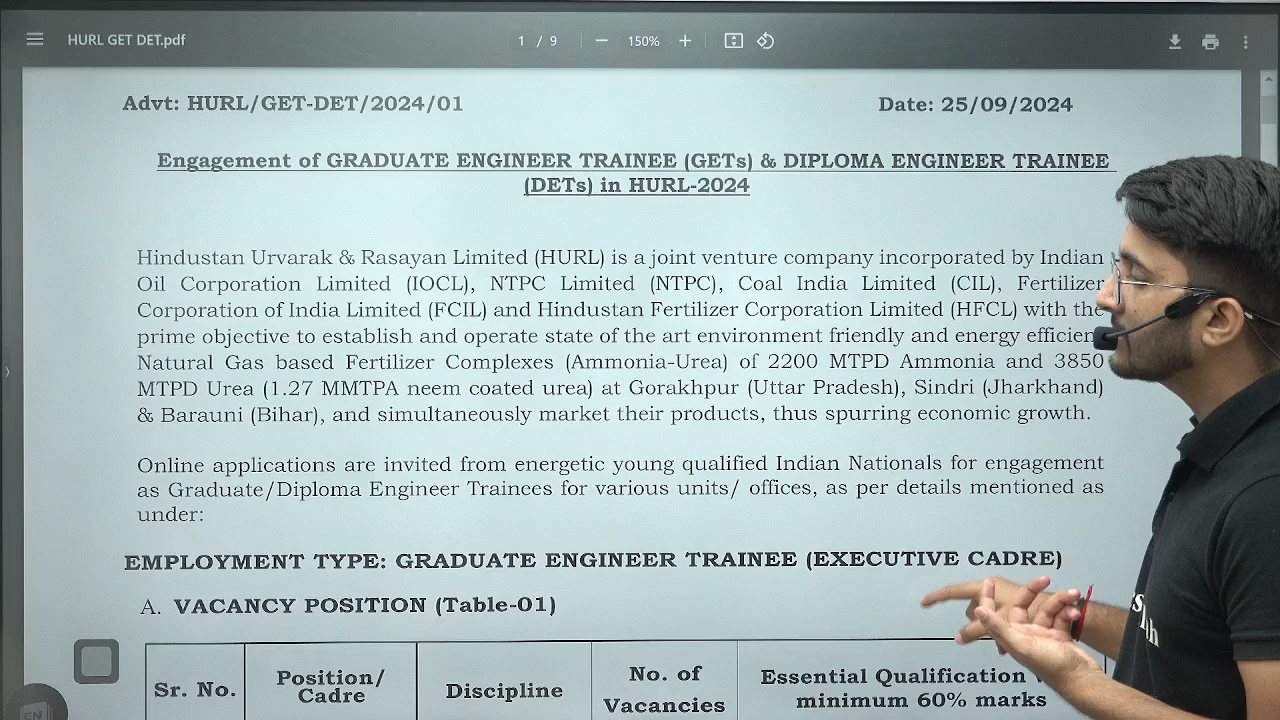 HURL GET DET.pdf
1 / 9
150%
Advt: HURL/GET-DET/2024/01
Date: 25/09/2024
Engagement of GRADUATE ENGINEER TRAINEE (GETs) & DIPLOMA ENGINEER TRAINEE
(DETs) in HURL-2024
Hindustan Urvarak & Rasayan Limited (HURL) is a joint venture company incorporated by Indian
Oil Corporation Limited (IOCL), NTPC Limited (NTPC), Coal India Limited (CIL), Fertilizer
Corporation of India Limited (FCIL) and Hindustan Fertilizer Corporation Limited (HFCL) with the
prime objective to establish and operate state of the art environment friendly and energy efficien
Natural Gas based Fertilizer Complexes (Ammonia-Urea) of 2200 MTPD Ammonia and 3850
MTPD Urea (1.27 MMTPA neem coated urea) at Gorakhpur (Uttar Pradesh), Sindri (Jharkhand)
& Barauni (Bihar), and simultaneously market their products, thus spurring economic growth.
Online applications are invited from energetic young qualified Indian Nationals for engagement
as Graduate/Diploma Engineer Trainees for various units/ offices, as per details mentioned as
under:
EMPLOYMENT TYPE: GRADUATE ENGINEER TRAINEE (EXECUTIVE CADRE)
A. VACANCY POSITION (Table-01)
Sr. No.
Position/
Cadre
Discipline
No. of
Vacancies
Essential Qualification
minimum 60% marks
EN